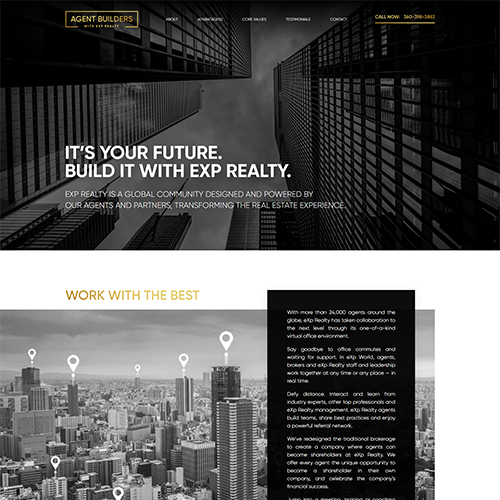 AGENT BUILDERS
WITH EXP REALTY
ABOUT
ADVANTAGES
CORE VALUES
TESTIMONIALS
CONTACT
CALL NOW: 360-398-3883
IT'S YOUR FUTURE.
BUILD IT WITH EXP REALTY.
EXP REALTY IS A GLOBAL COMMUNITY DESIGNED AND POWERED BY
OUR AGENTS AND PARTNERS, TRANSFORMING THE REAL ESTATE EXPERIENCE.
WORK WITH THE BEST
With more than 24,000 agents around the
globe, eXp Realty has taken collaboration to
the next level through its one-of-a-kind
virtual office environment.
Say goodbye to office commutes and
waiting for support. In eXp World, agents,
brokers and eXp Realty staff and leadership
work together at any time or any place — in
real time.
Defy distance. Interact and learn from
industry experts, other top professionals and
eXp Realty management. eXp Realty agents
build teams, share best practices and enjoy
a powerful referral network.
We've redesigned the traditional brokerage
to create a company where agents can
become shareholders at eXp Realty. We
offer every agent the unique opportunity to
become a shareholder in their own
company, and celebrate the company's
financial success.